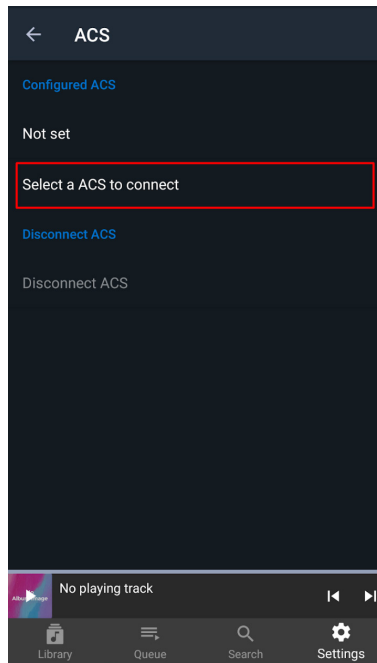 ACS
Configured ACS
Not set
Select a ACS to connect
Disconnect ACS
Disconnect ACS
No playing track
Library
Queue
Search
Settings